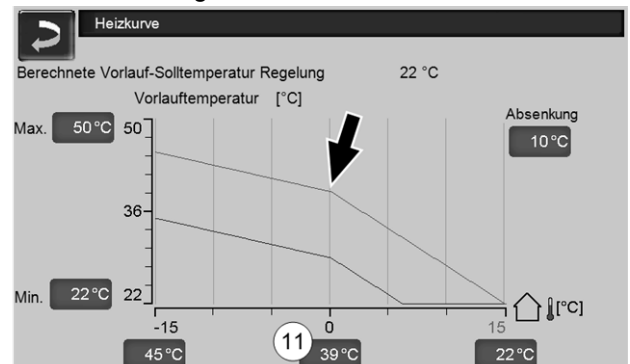 Heizkurve
Berechnete Vorlauf-Solltemperatur Regelung 22 °C
Vorlauftemperatur [°C]
Absenkung
Max. 50°C 50
10°C
36
Min. 22°C 22
[°C]
-15 0 15
45°C 11 39°C 22°C